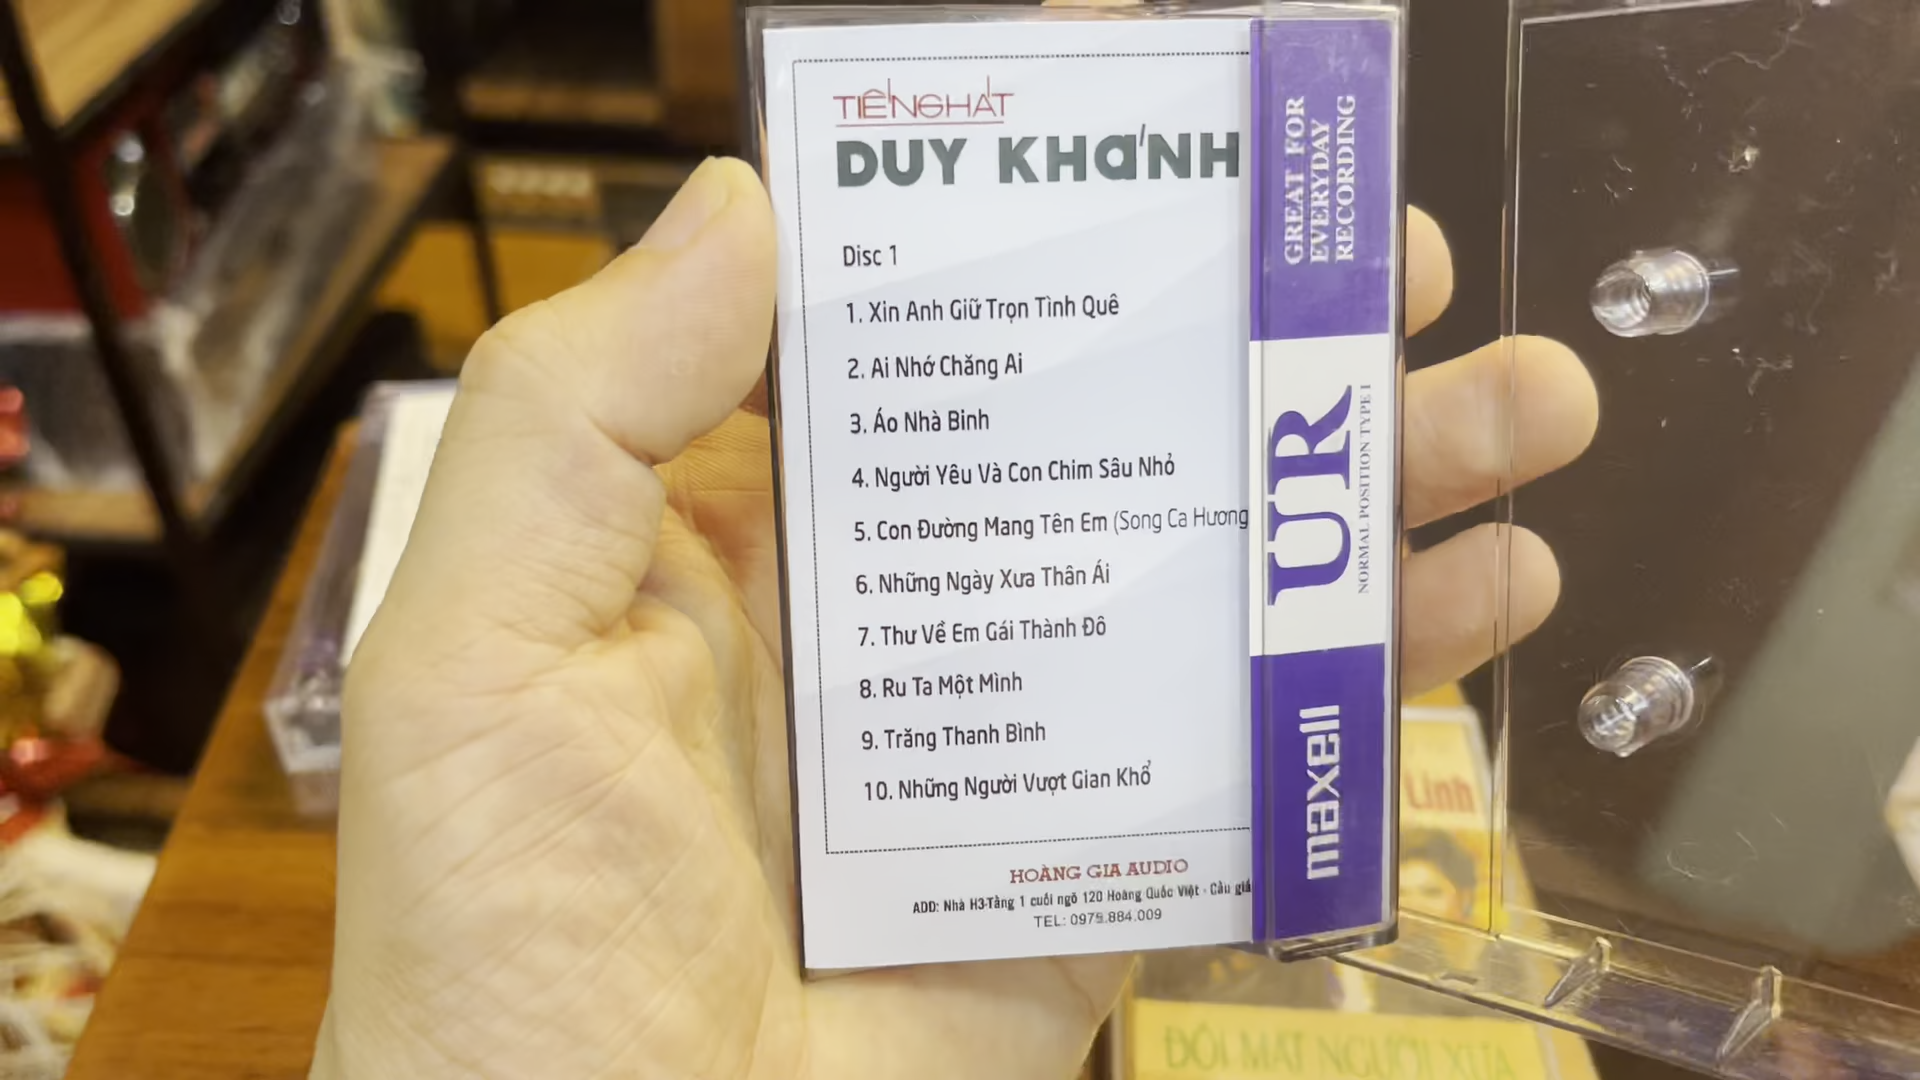 TIẾNG HÁT
DUY KHÁNH
Disc 1
1. Xin Anh Giữ Trọn Tình Quê
2. Ai Nhớ Chăng Ai
3. Áo Nhà Binh
4. Người Yêu Và Con Chim Sâu Nhỏ
5. Con Đường Mang Tên Em (Song Ca Hương
6. Những Ngày Xưa Thân Ái
7. Thư Về Em Gái Thành Đô
8. Ru Ta Một Mình
9. Trăng Thanh Bình
10. Những Người Vượt Gian Khổ
HOÀNG GIA AUDIO
ADD: Nhà H3-Tầng 1 cuối ngõ 120 Hoàng Quốc Việt - Cầu giấ
TEL: 0975.884.009
GREAT FOR
EVERYDAY
RECORDING
UR
NORMAL POSITION TYPE I
maxell
Linh
ĐÔI MẮT NGƯỜI XƯA